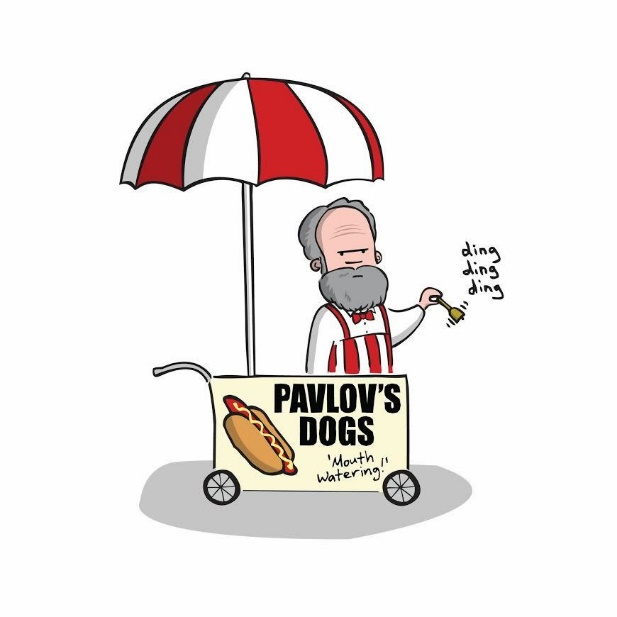 ding
ding
ding
PAVLOV'S
DOGS
'Mouth
Watering!'